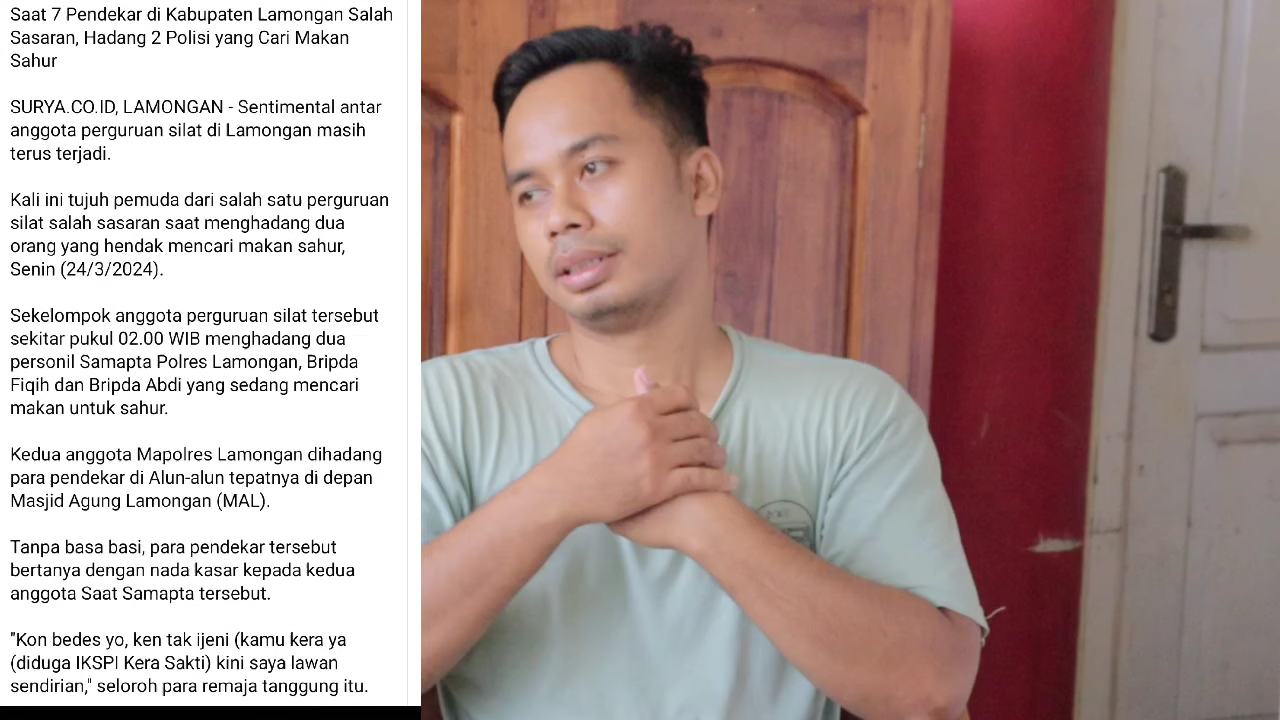 Saat 7 Pendekar di Kabupaten Lamongan Salah
Sasaran, Hadang 2 Polisi yang Cari Makan
Sahur
SURYA.CO.ID, LAMONGAN - Sentimental antar
anggota perguruan silat di Lamongan masih
terus terjadi.
Kali ini tujuh pemuda dari salah satu perguruan
silat salah sasaran saat menghadang dua
orang yang hendak mencari makan sahur,
Senin (24/3/2024).
Sekelompok anggota perguruan silat tersebut
sekitar pukul 02.00 WIB menghadang dua
personil Samapta Polres Lamongan, Bripda
Fiqih dan Bripda Abdi yang sedang mencari
makan untuk sahur.
Kedua anggota Mapolres Lamongan dihadang
para pendekar di Alun-alun tepatnya di depan
Masjid Agung Lamongan (MAL).
Tanpa basa basi, para pendekar tersebut
bertanya dengan nada kasar kepada kedua
anggota Saat Samapta tersebut.
"Kon bedes yo, ken tak ijeni (kamu kera ya
(diduga IKSPI Kera Sakti) kini saya lawan
sendirian," seloroh para remaja tanggung itu.